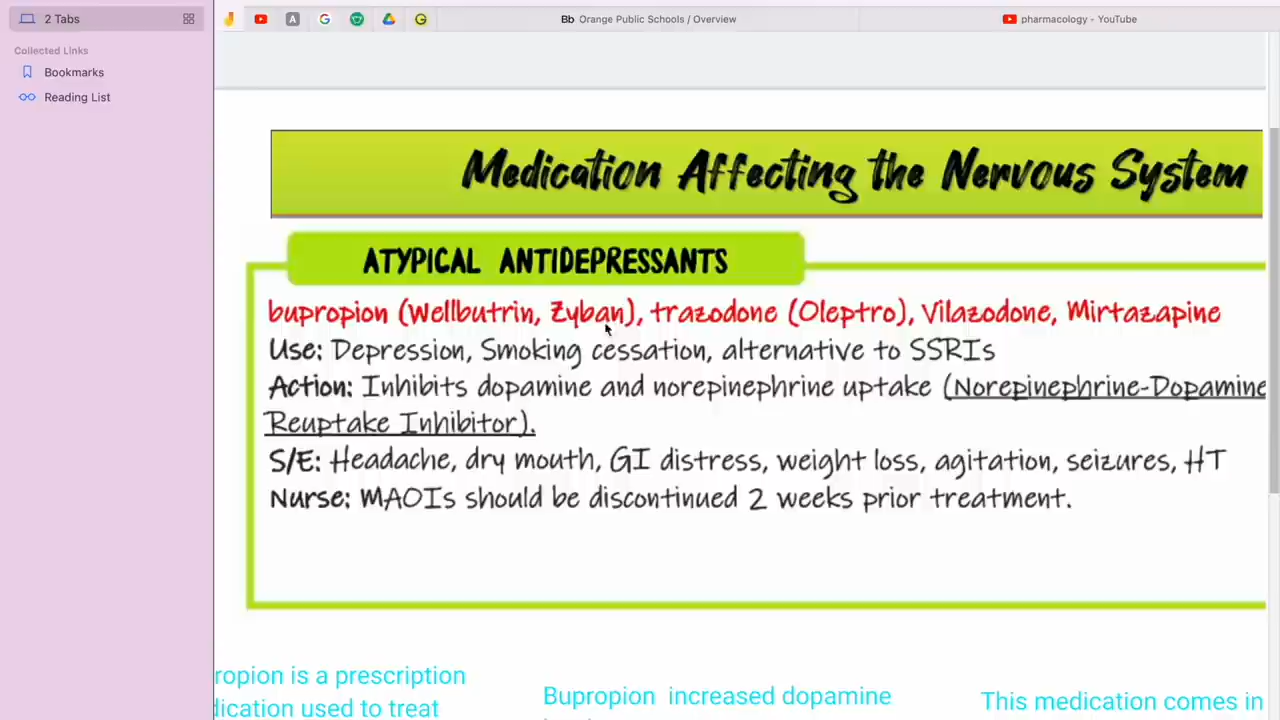 2 Tabs
Collected Links
Bookmarks
Reading List
Bb Orange Public Schools / Overview
pharmacology - YouTube
Medication Affecting the Nervous System
ATYPICAL ANTIDEPRESSANTS
bupropion (Wellbutrin, Zyban), trazodone (Oleptro), Vilazodone, Mirtazapine
Use: Depression, Smoking cessation, alternative to SSRIs
Action: Inhibits dopamine and norepinephrine uptake (Norepinephrine-Dopamine
Reuptake Inhibitor).
S/E: Headache, dry mouth, GI distress, weight loss, agitation, seizures, HT
Nurse: MAOIs should be discontinued 2 weeks prior treatment.
ropion is a prescription
dication used to treat
Bupropion increased dopamine
This medication comes in